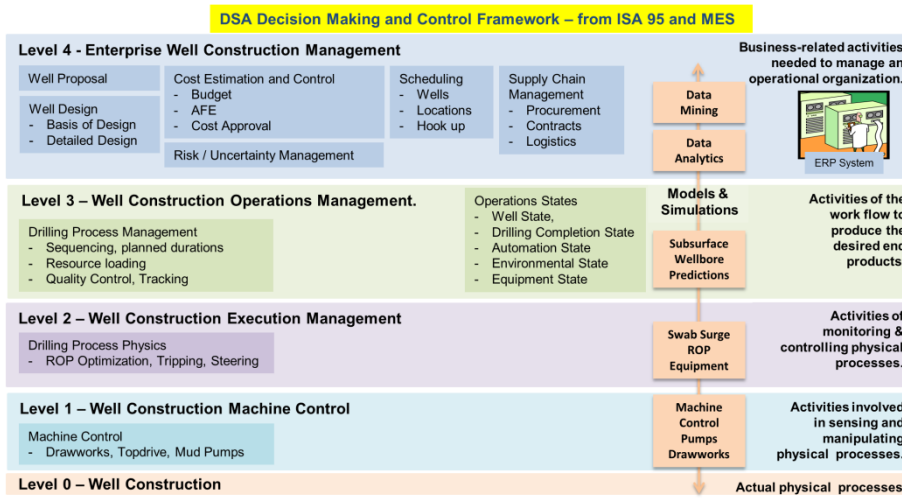 DSA Decision Making and Control Framework – from ISA 95 and MES
Level 4 - Enterprise Well Construction Management
Well Proposal
Well Design
- Basis of Design
- Detailed Design
Cost Estimation and Control
- Budget
- AFE
- Cost Approval
Risk / Uncertainty Management
Scheduling
- Wells
- Locations
- Hook up
Supply Chain
Management
- Procurement
- Contracts
- Logistics
Data
Mining
Data
Analytics
Business-related activities
needed to manage an
operational organization.
ERP System
Level 3 – Well Construction Operations Management.
Drilling Process Management
- Sequencing, planned durations
- Resource loading
- Quality Control, Tracking
Operations States
- Well State,
- Drilling Completion State
- Automation State
- Environmental State
- Equipment State
Models &
Simulations
Subsurface
Wellbore
Predictions
Activities of the
work flow to
produce the
desired end
products.
Level 2 – Well Construction Execution Management
Drilling Process Physics
- ROP Optimization, Tripping, Steering
Swab Surge
ROP
Equipment
Activities of
monitoring &
controlling physical
processes.
Level 1 – Well Construction Machine Control
Machine Control
- Drawworks, Topdrive, Mud Pumps
Machine
Control
Pumps
Drawworks
Activities involved
in sensing and
manipulating
physical processes.
Level 0 – Well Construction
Actual physical processes